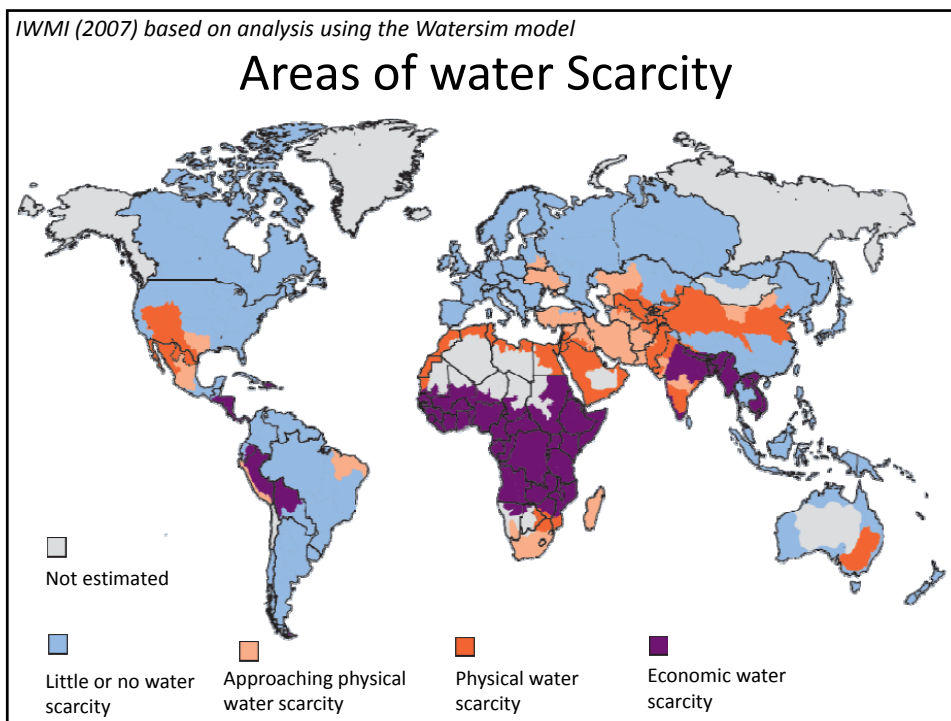 IWMI (2007) based on analysis using the Watersim model
Areas of water Scarcity
Not estimated
Little or no water
scarcity
Approaching physical
water scarcity
Physical water
scarcity
Economic water
scarcity